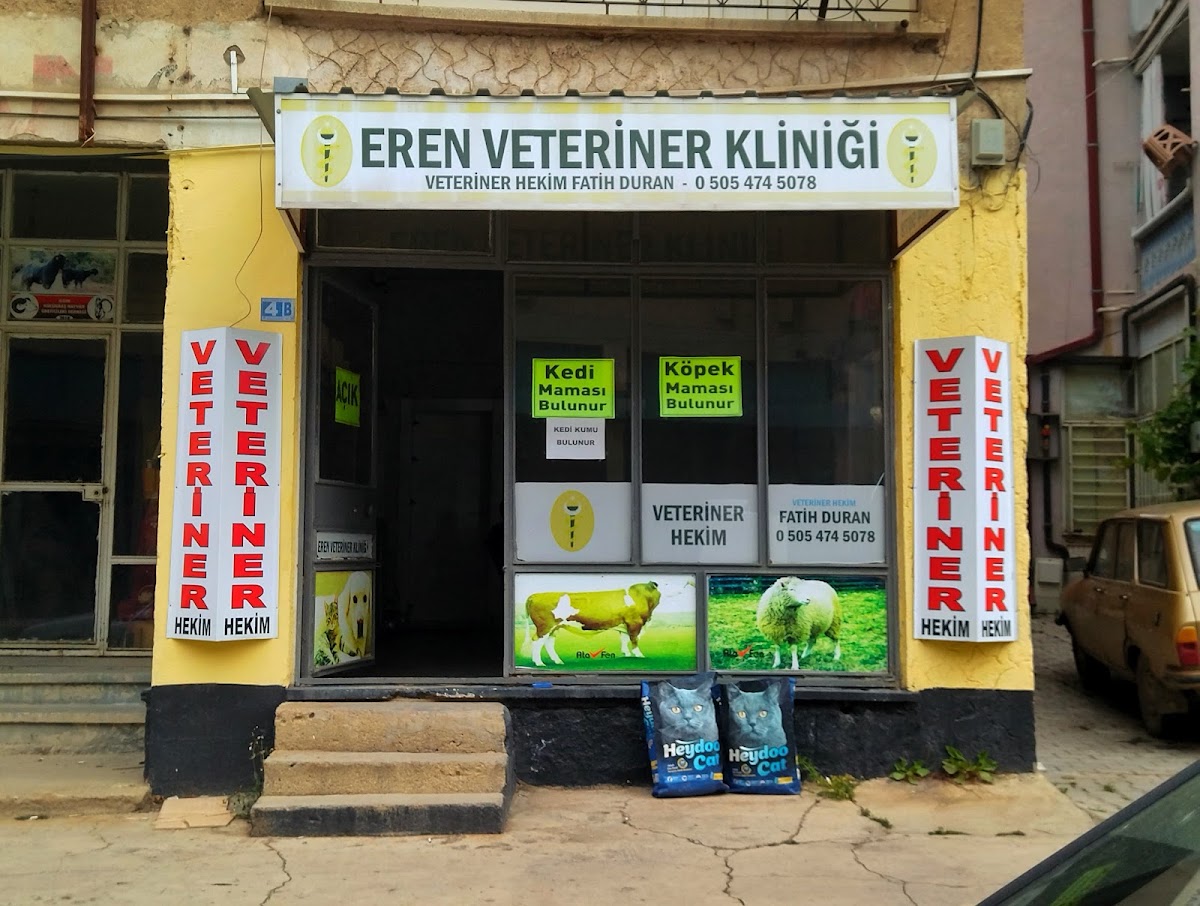 EREN VETERİNER KLİNİĞİ
VETERİNER HEKİM FATİH DURAN - 0 505 474 5078
4B
VETERİNER
HEKİM
VETERİNER
HEKİM
AÇIK
EREN VETERİNER KLİNİĞİ
Kedi
Maması
Bulunur
KEDİ KUMU
BULUNUR
Köpek
Maması
Bulunur
VETERİNER
HEKİM
VETERİNER HEKİM
FATİH DURAN
0 505 474 5078
VETERİNER
HEKİM
VETERİNER
HEKİM
Heydoo
Cat
Heydoo
Cat